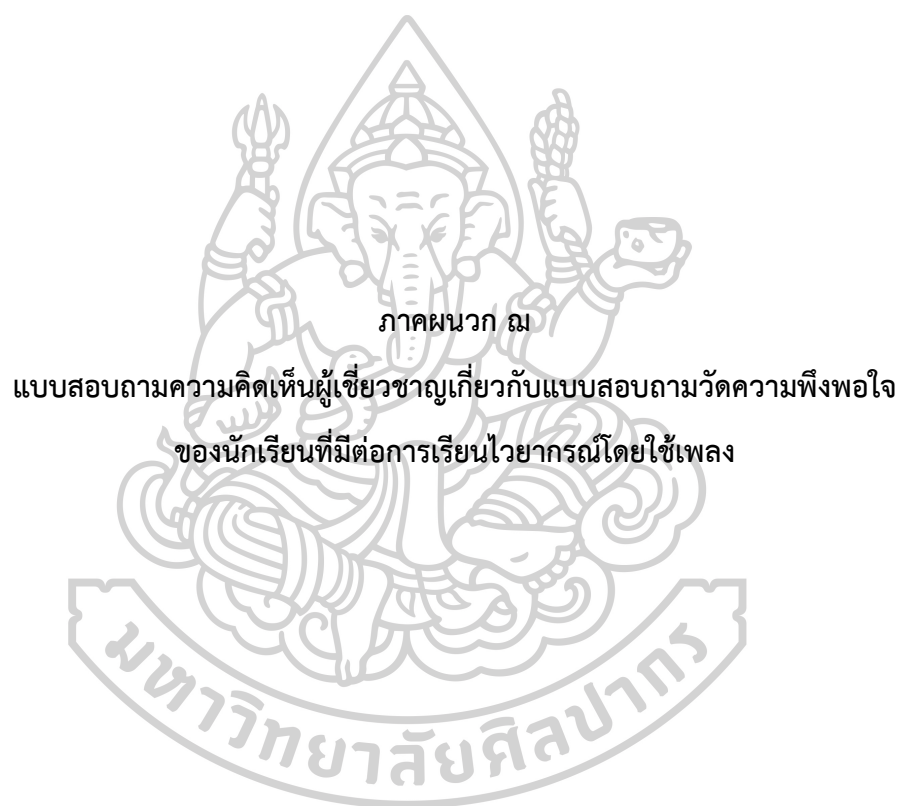 ภาคผนวก ฌ
แบบสอบถามความคิดเห็นผู้เชี่ยวชาญเกี่ยวกับแบบสอบถามวัดความพึงพอใจ
ของนักเรียนที่มีต่อการเรียนไวยากรณ์โดยใช้เพลง
มหาวิทยาลัยศิลปากร